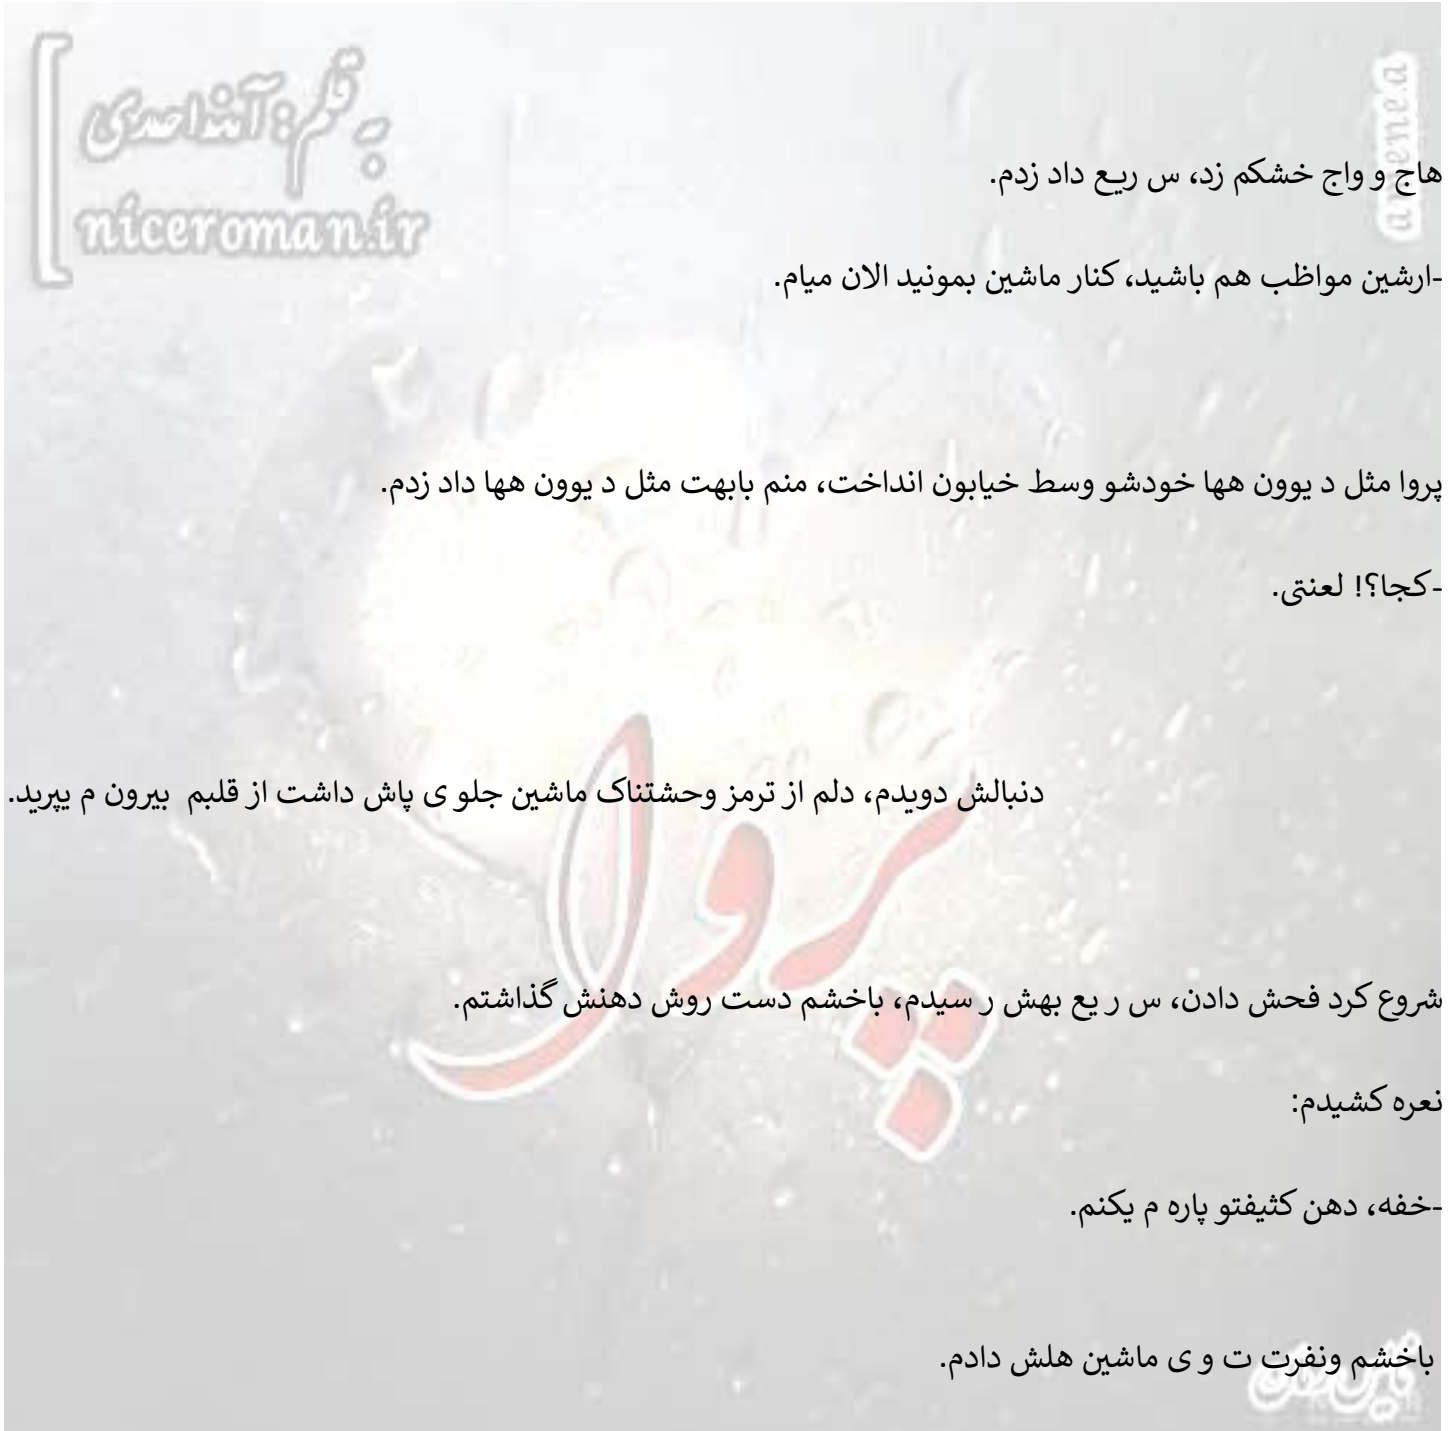 به قلم: آمنه احمدی
niceroman.ir
هاج و واج خشکم زد، س ریع داد زدم.
-ارشین مواظب هم باشید، کنار ماشین بمونید الان میام.
پروا مثل د یوون هها خودشو وسط خیابون انداخت، منم بابهت مثل د یوون هها داد زدم.
-کجا؟! لعنتی.
دنبالش دویدم، دلم از ترمز وحشتناک ماشین جلو ی پاش داشت از قلبم بیرون م یپرید.
پروا
شروع کرد فحش دادن، س ر یع بهش ر سیدم، باخشم دست روش دهنش گذاشتم.
نعره کشیدم:
-خفه، دهن کثیفتو پاره م یکنم.
باخشم ونفرت ت و ی ماشین هلش دادم.